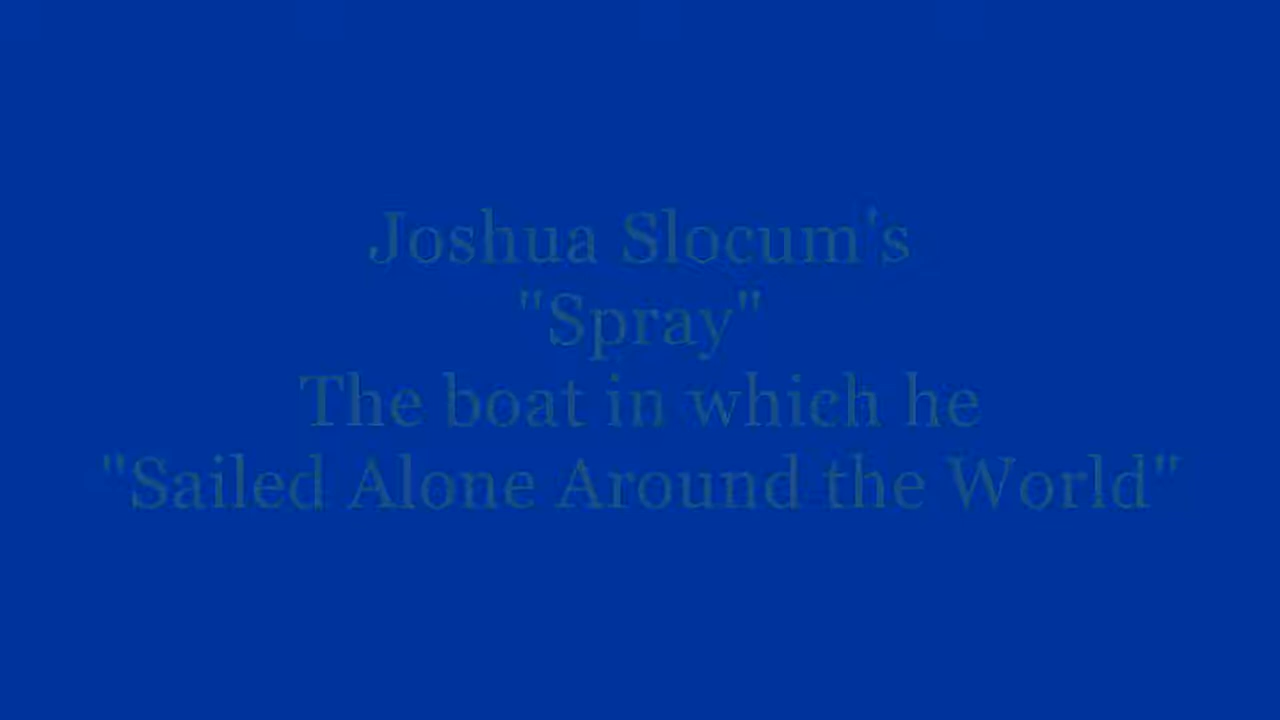 Joshua Slocum's
"Spray"
The boat in which he
"Sailed Alone Around the World"